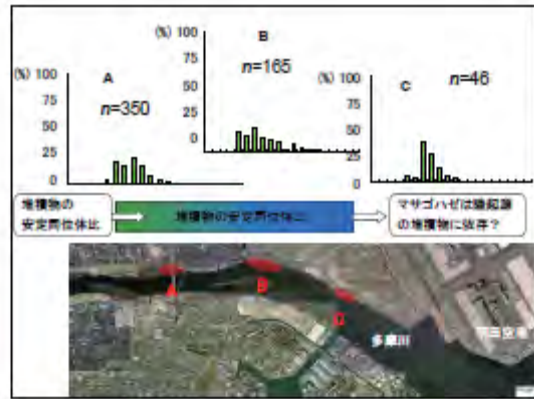 (%) 100
75
50
25
0
A
n=350
(%) 100
75
50
25
0
B
n=165
(%) 100
75
50
25
0
C
n=46
堆積物の
安定同位体比
堆積物の安定同位体比
マサゴハゼは陸起源
の堆積物に依存?
A
B
C
多摩川
羽田空港